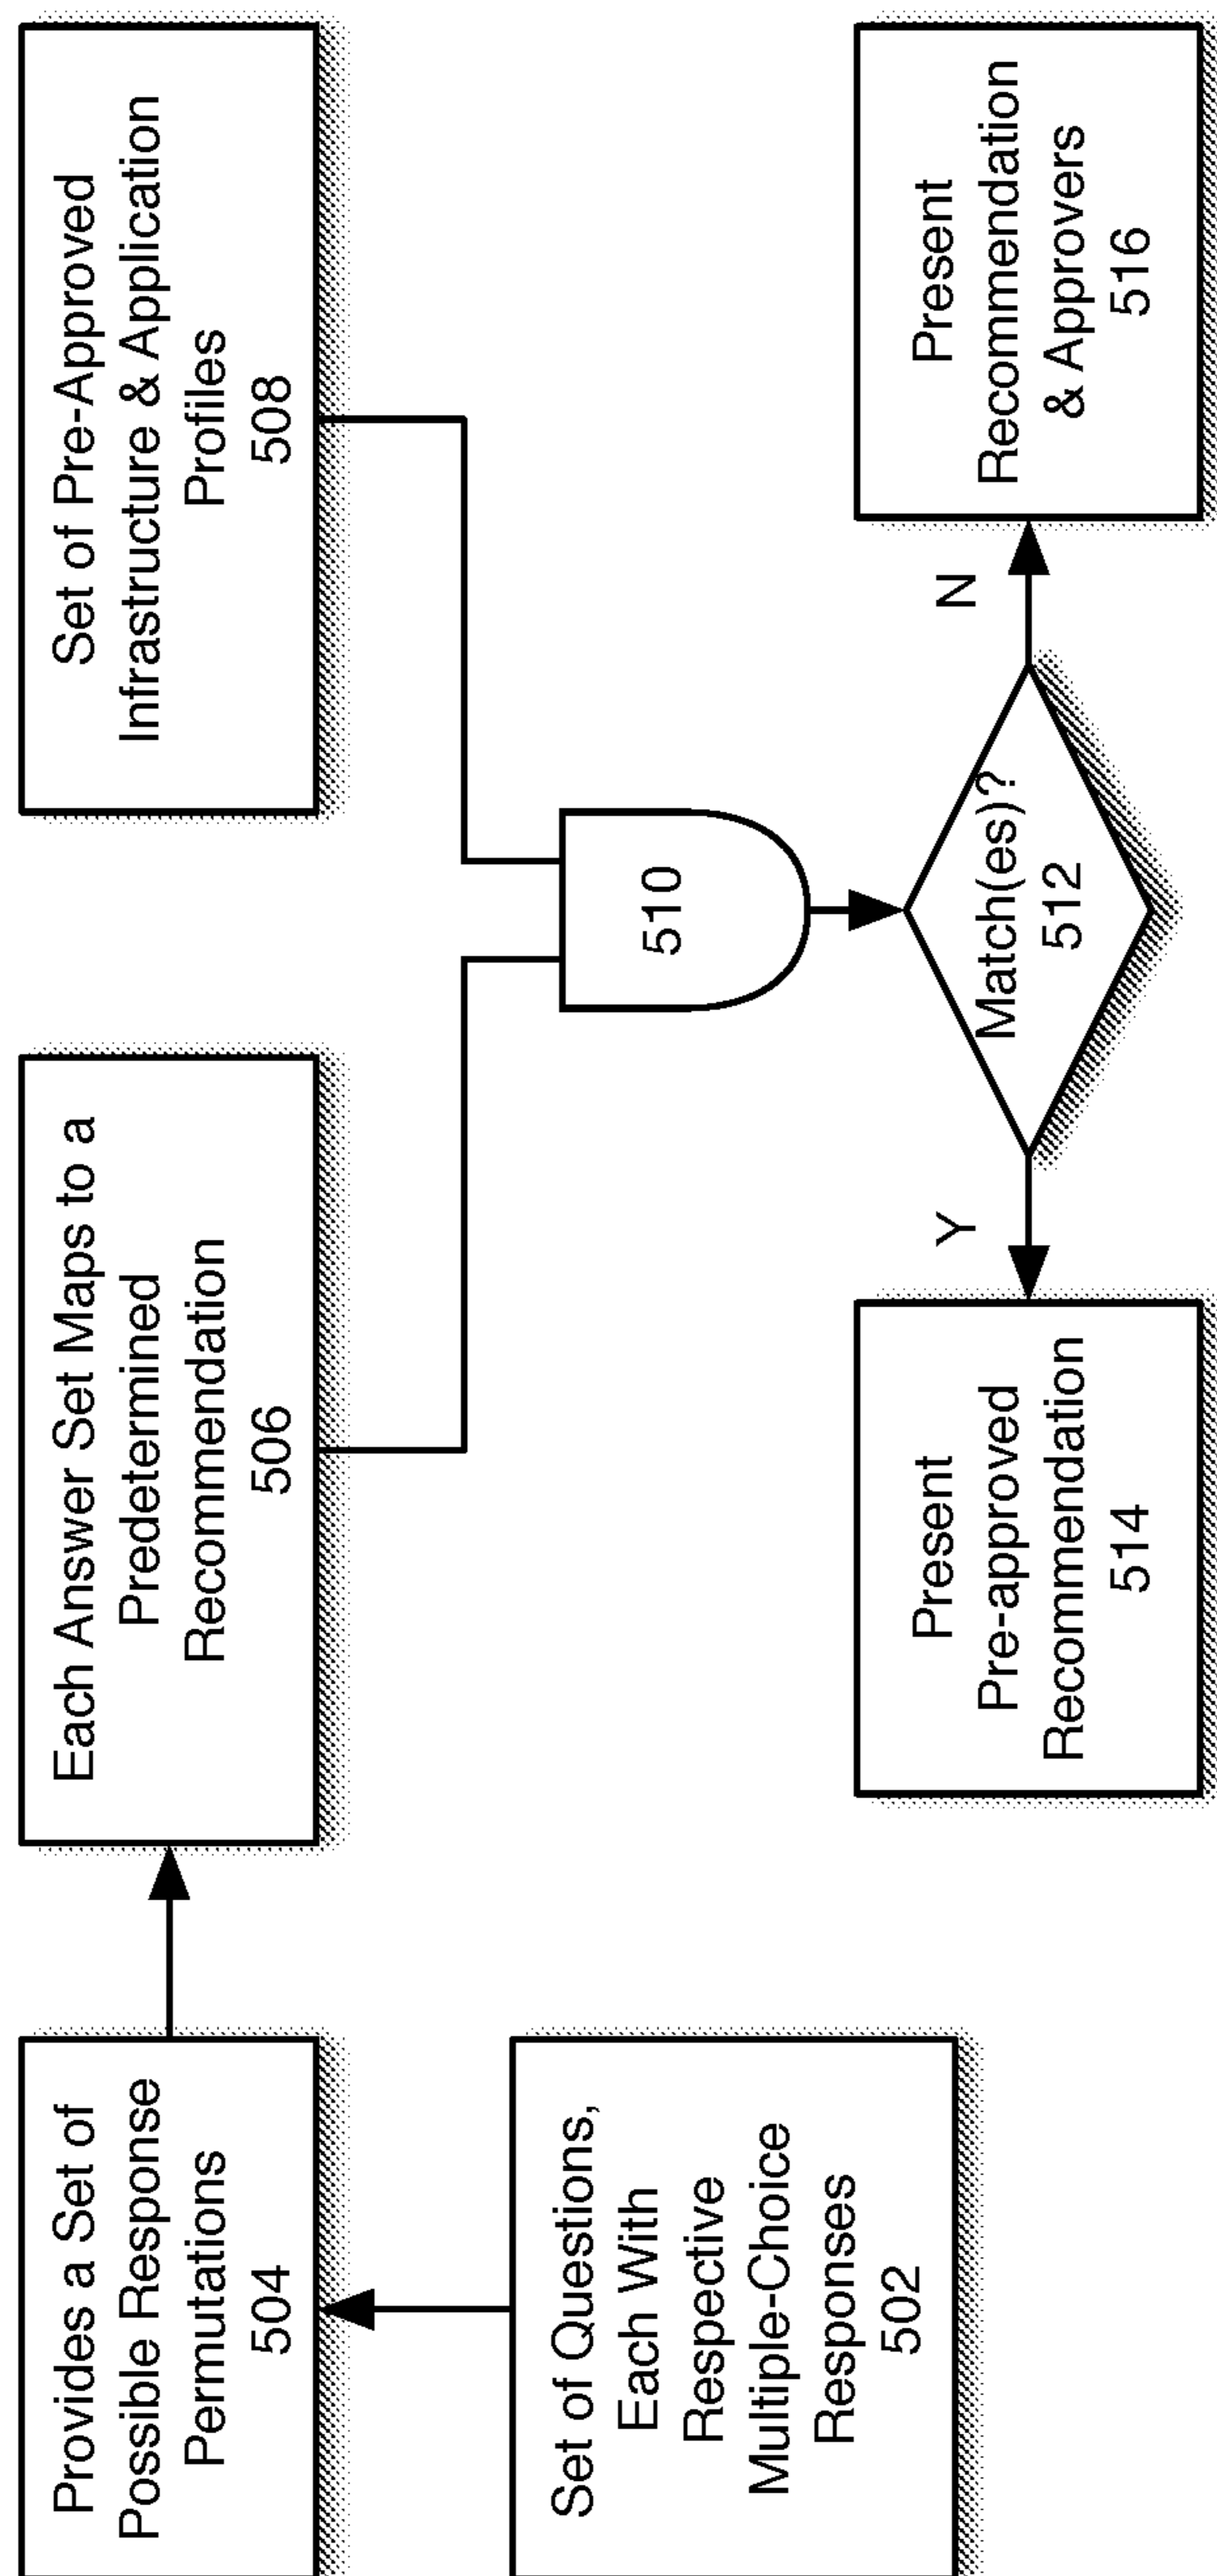 Provides a Set of
Possible Response
Permutations
504
Each Answer Set Maps to a
Predetermined
Recommendation
506
Set of Pre-Approved
Infrastructure & Application
Profiles
508
Set of Questions,
Each With
Respective
Multiple-Choice
Responses
502
510
Match(es)?
512
Y
N
Present
Pre-approved
Recommendation
514
Present
Recommendation
& Approvers
516